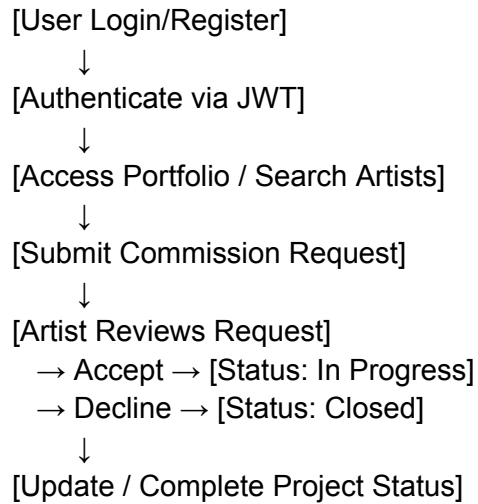 [User Login/Register]
↓
[Authenticate via JWT]
↓
[Access Portfolio / Search Artists]
↓
[Submit Commission Request]
↓
[Artist Reviews Request]
→ Accept → [Status: In Progress]
→ Decline → [Status: Closed]
↓
[Update / Complete Project Status]